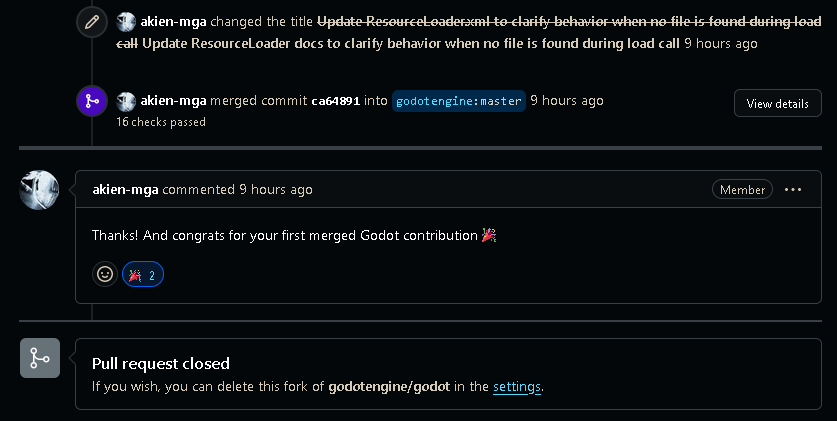 akien-mga changed the title Update ResourceLoader.xml to clarify behavior when no file is found during load
call Update ResourceLoader docs to clarify behavior when no file is found during load call 9 hours ago
akien-mga merged commit ca64891 into godotengine:master 9 hours ago
View details
16 checks passed
akien-mga commented 9 hours ago
Member
Thanks! And congrats for your first merged Godot contribution 🎉
🎉 2
Pull request closed
If you wish, you can delete this fork of godotengine/godot in the settings.